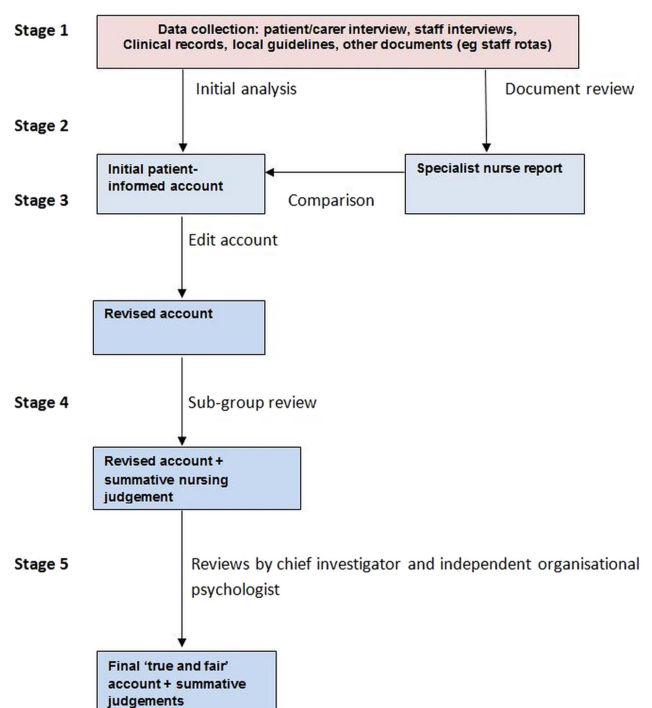 Stage 1
Data collection: patient/carer interview, staff interviews,
Clinical records, local guidelines, other documents (eg staff rotas)
Initial analysis
Document review
Stage 2
Initial patient-
informed account
Specialist nurse report
Stage 3
Comparison
Edit account
Revised account
Stage 4
Sub-group review
Revised account +
summative nursing
judgement
Stage 5
Reviews by chief investigator and independent organisational
psychologist
Final ‘true and fair’
account + summative
judgements